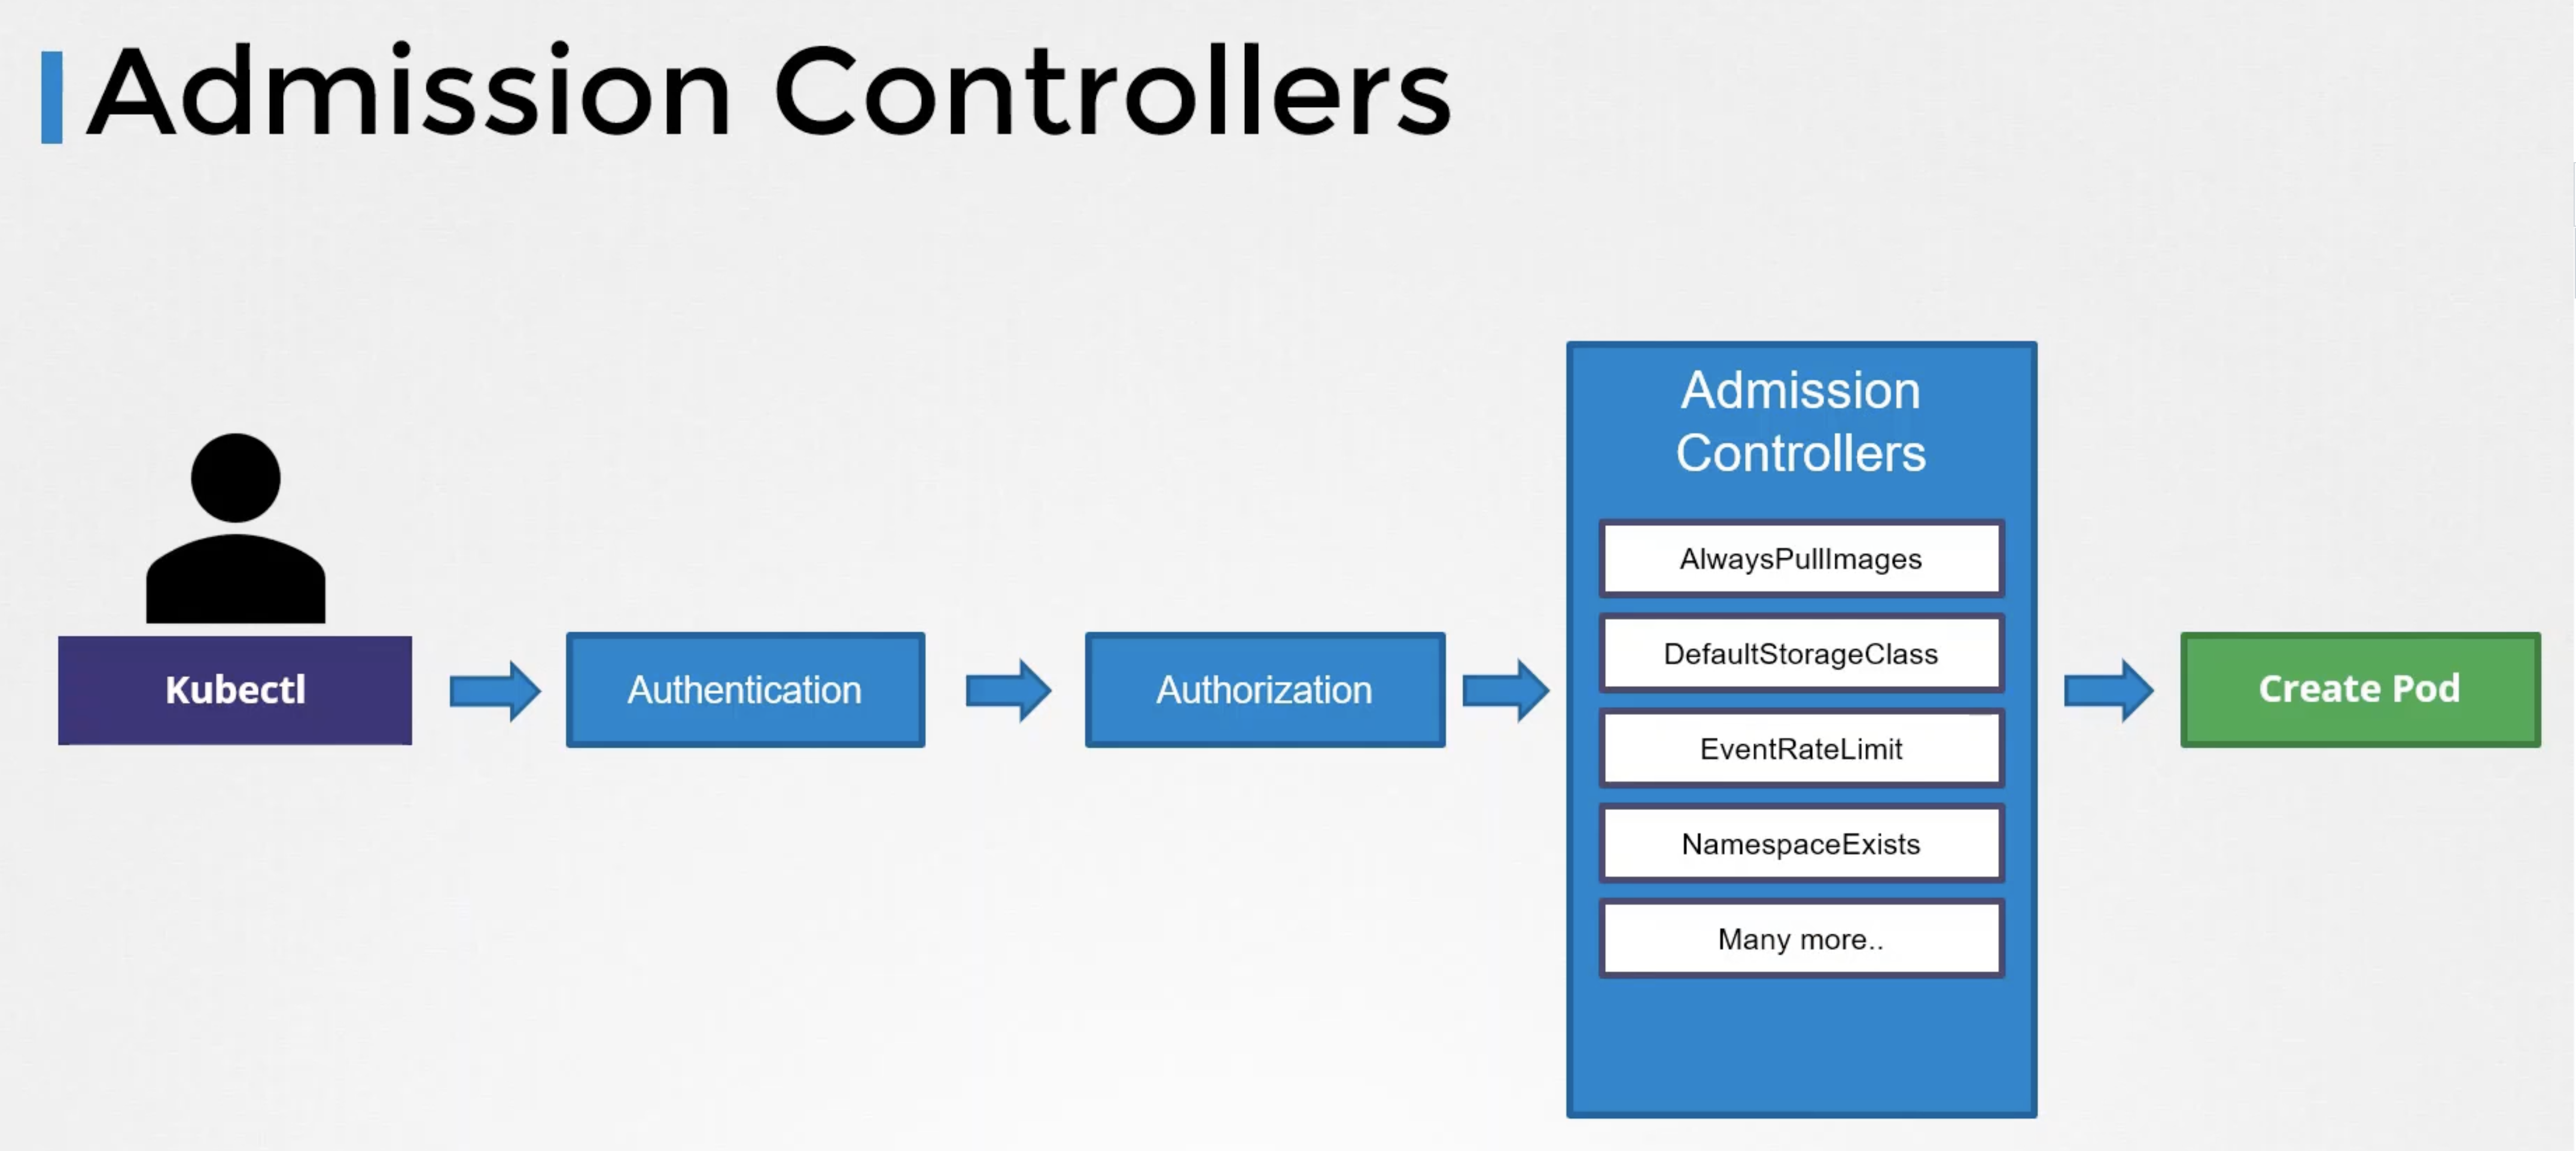 Admission Controllers
Kubectl
Authentication
Authorization
Admission
Controllers
AlwaysPullImages
DefaultStorageClass
EventRateLimit
NamespaceExists
Many more..
Create Pod